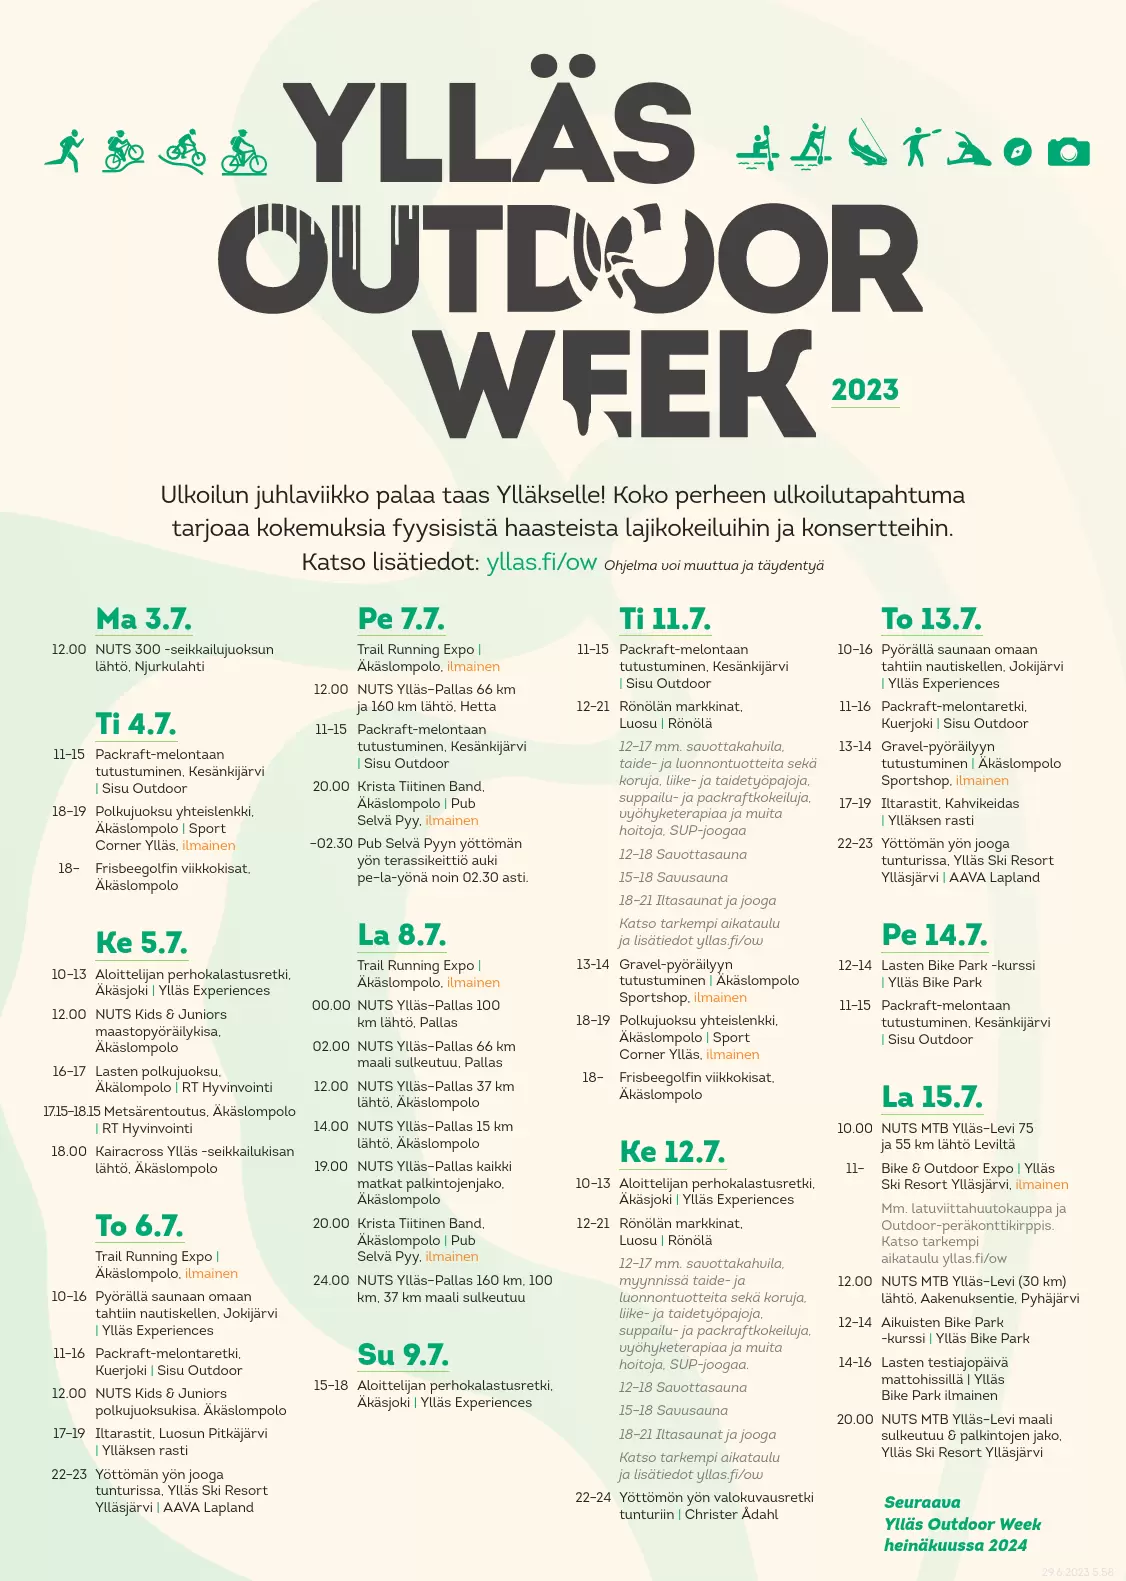 YLLÄS
OUTDOOR
WEEK
2023
Ulkoilun juhlaviikko palaa taas Ylläkselle! Koko perheen ulkoilutapahtuma
tarjoaa kokemuksia fyysisistä haasteista lajikokeiluihin ja konsertteihin.
Katso lisätiedot: yllas.fi/ow Ohjelma voi muuttua ja täydentyä
Ma 3.7.
12.00 NUTS 300 -seikkailujuoksun
lähtö, Njurkulahti
Ti 4.7.
11–15 Packraft-melontaan
tutustuminen, Kesänkijärvi
| Sisu Outdoor
18–19 Polkujuoksu yhteislenkki,
Äkäslompolo | Sport
Corner Ylläs, ilmainen
18– Frisbeegolfin viikkokisat,
Äkäslompolo
Ke 5.7.
10–13 Aloittelijan perhokalastusretki,
Äkäsjoki | Ylläs Experiences
12.00 NUTS Kids & Juniors
maastopyöräilykisa,
Äkäslompolo
16–17 Lasten polkujuoksu,
Äkälompolo | RT Hyvinvointi
17.15–18.15 Metsärentoutus, Äkäslompolo
| RT Hyvinvointi
18.00 Kairacross Ylläs -seikkailukisan
lähtö, Äkäslompolo
To 6.7.
Trail Running Expo |
Äkäslompolo, ilmainen
10–16 Pyörällä saunaan omaan
tahtiin nautiskellen, Jokijärvi
| Ylläs Experiences
11–16 Packraft-melontaretki,
Kuerjoki | Sisu Outdoor
12.00 NUTS Kids & Juniors
polkujuoksukisa. Äkäslompolo
17–19 Iltarastit, Luosun Pitkäjärvi
| Ylläksen rasti
22–23 Yöttömän yön jooga
tunturissa, Ylläs Ski Resort
Ylläsjärvi | AAVA Lapland
Pe 7.7.
Trail Running Expo |
Äkäslompolo, ilmainen
12.00 NUTS Ylläs–Pallas 66 km
ja 160 km lähtö, Hetta
11–15 Packraft-melontaan
tutustuminen, Kesänkijärvi
| Sisu Outdoor
20.00 Krista Tiitinen Band,
Äkäslompolo | Pub
Selvä Pyy, ilmainen
–02.30 Pub Selvä Pyyn yöttömän
yön terassikeittiö auki
pe–la-yönä noin 02.30 asti.
La 8.7.
Trail Running Expo |
Äkäslompolo, ilmainen
00.00 NUTS Ylläs–Pallas 100
km lähtö, Pallas
02.00 NUTS Ylläs–Pallas 66 km
maali sulkeutuu, Pallas
12.00 NUTS Ylläs–Pallas 37 km
lähtö, Äkäslompolo
14.00 NUTS Ylläs–Pallas 15 km
lähtö, Äkäslompolo
19.00 NUTS Ylläs–Pallas kaikki
matkat palkintojenjako,
Äkäslompolo
20.00 Krista Tiitinen Band,
Äkäslompolo | Pub
Selvä Pyy, ilmainen
24.00 NUTS Ylläs–Pallas 160 km, 100
km, 37 km maali sulkeutuu
Su 9.7.
15–18 Aloittelijan perhokalastusretki,
Äkäsjoki | Ylläs Experiences
Ti 11.7.
11–15 Packraft-melontaan
tutustuminen, Kesänkijärvi
| Sisu Outdoor
12–21 Rönölän markkinat,
Luosu | Rönölä
12–17 mm. savottakahvila,
taide- ja luonnontuotteita sekä
koruja, liike- ja taidetyöpajoja,
suppailu- ja packraftkokeiluja,
vyöhyketerapiaa ja muita
hoitoja, SUP-joogaa
12–18 Savottasauna
15–18 Savusauna
18–21 Iltasaunat ja jooga
Katso tarkempi aikataulu
ja lisätiedot yllas.fi/ow
13-14 Gravel-pyöräilyyn
tutustuminen | Äkäslompolo
Sportshop, ilmainen
18–19 Polkujuoksu yhteislenkki,
Äkäslompolo | Sport
Corner Ylläs, ilmainen
18– Frisbeegolfin viikkokisat,
Äkäslompolo
Ke 12.7.
10–13 Aloittelijan perhokalastusretki,
Äkäsjoki | Ylläs Experiences
12–21 Rönölän markkinat,
Luosu | Rönölä
12–17 mm. savottakahvila,
myynnissä taide- ja
luonnontuotteita sekä koruja,
liike- ja taidetyöpajoja,
suppailu- ja packraftkokeiluja,
vyöhyketerapiaa ja muita
hoitoja, SUP-joogaa.
12–18 Savottasauna
15–18 Savusauna
18–21 Iltasaunat ja jooga
Katso tarkempi aikataulu
ja lisätiedot yllas.fi/ow
22–24 Yöttömön yön valokuvausretki
tunturiin | Christer Ådahl
To 13.7.
10–16 Pyörällä saunaan omaan
tahtiin nautiskellen, Jokijärvi
| Ylläs Experiences
11–16 Packraft-melontaretki,
Kuerjoki | Sisu Outdoor
13-14 Gravel-pyöräilyyn
tutustuminen | Äkäslompolo
Sportshop, ilmainen
17–19 Iltarastit, Kahvikeidas
| Ylläksen rasti
22–23 Yöttömän yön jooga
tunturissa, Ylläs Ski Resort
Ylläsjärvi | AAVA Lapland
Pe 14.7.
12–14 Lasten Bike Park -kurssi
| Ylläs Bike Park
11–15 Packraft-melontaan
tutustuminen, Kesänkijärvi
| Sisu Outdoor
La 15.7.
10.00 NUTS MTB Ylläs–Levi 75
ja 55 km lähtö Leviltä
11– Bike & Outdoor Expo | Ylläs
Ski Resort Ylläsjärvi, ilmainen
Mm. latuviittahuutokauppa ja
Outdoor-peräkonttikirppis.
Katso tarkempi
aikataulu yllas.fi/ow
12.00 NUTS MTB Ylläs–Levi (30 km)
lähtö, Aakenuksentie, Pyhäjärvi
12–14 Aikuisten Bike Park
-kurssi | Ylläs Bike Park
14-16 Lasten testiajopäivä
mattohissillä | Ylläs
Bike Park ilmainen
20.00 NUTS MTB Ylläs–Levi maali
sulkeutuu & palkintojen jako,
Ylläs Ski Resort Ylläsjärvi
Seuraava
Ylläs Outdoor Week
heinäkuussa 2024
29.6.2023 5.58